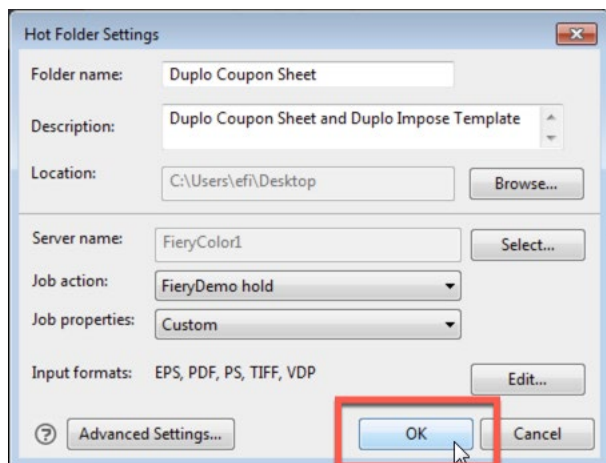 Hot Folder Settings
Folder name: Duplo Coupon Sheet
Description: Duplo Coupon Sheet and Duplo Impose Template
Location: C:\Users\efi\Desktop Browse...
Server name: FieryColor1 Select...
Job action: FieryDemo hold
Job properties: Custom
Input formats: EPS, PDF, PS, TIFF, VDP Edit...
? Advanced Settings... OK Cancel